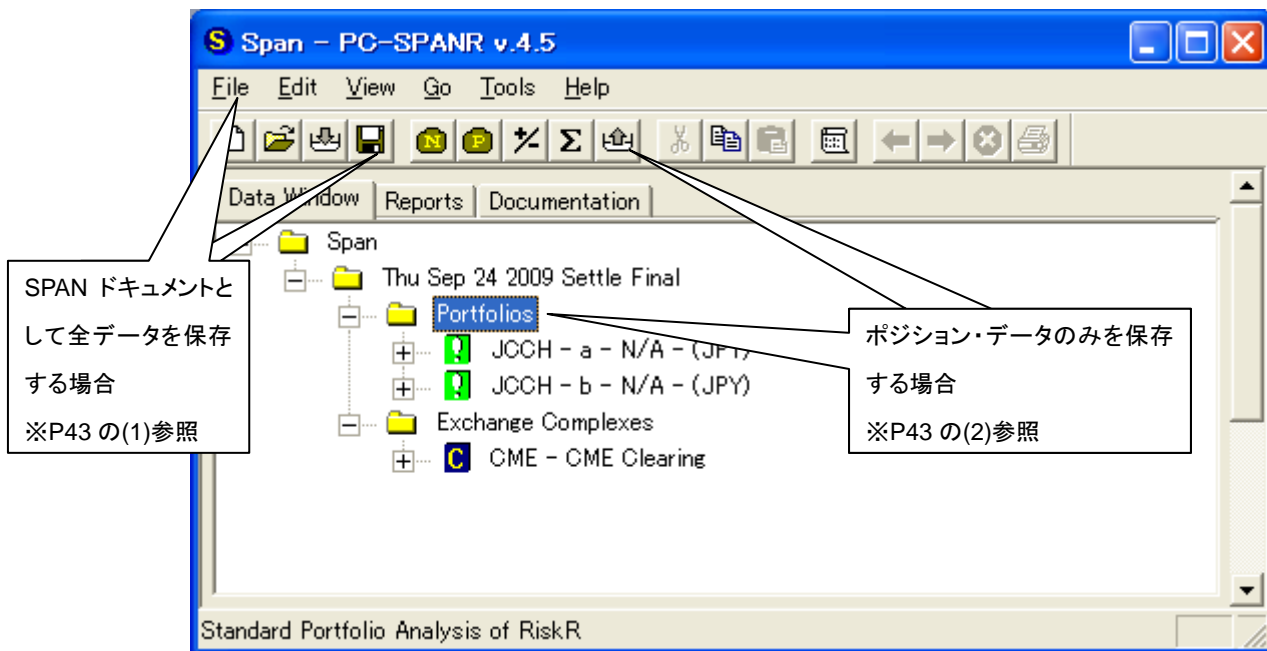 Span - PC-SPANR v.4.5
File Edit View Go Tools Help
N P
Data Window Reports Documentation
Span
Thu Sep 24 2009 Settle Final
Portfolios
JCCH - a - N/A - (JPY)
JCCH - b - N/A - (JPY)
Exchange Complexes
C CME - CME Clearing
SPAN ドキュメントと
して全データを保存
する場合
※P43 の(1)参照
ポジション・データのみを保存
する場合
※P43 の(2)参照
Standard Portfolio Analysis of RiskR